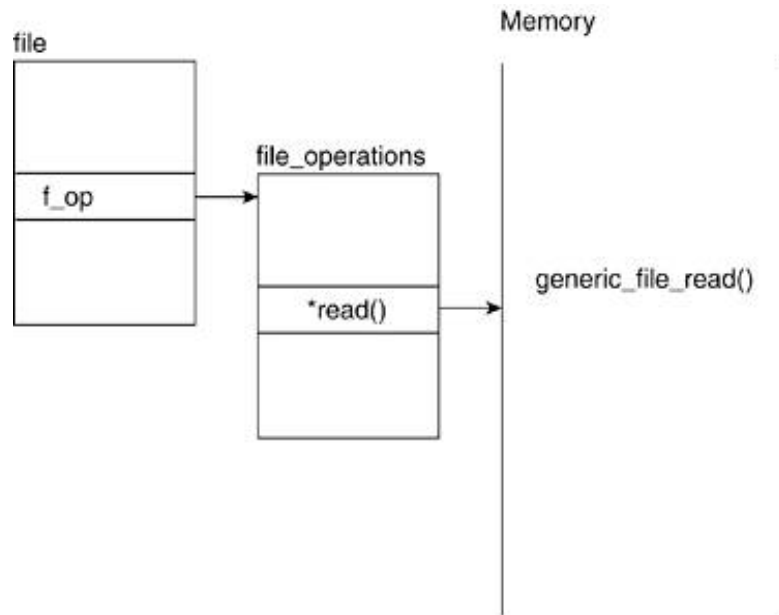 Memory
file
file_operations
f_op
generic_file_read()
*read()